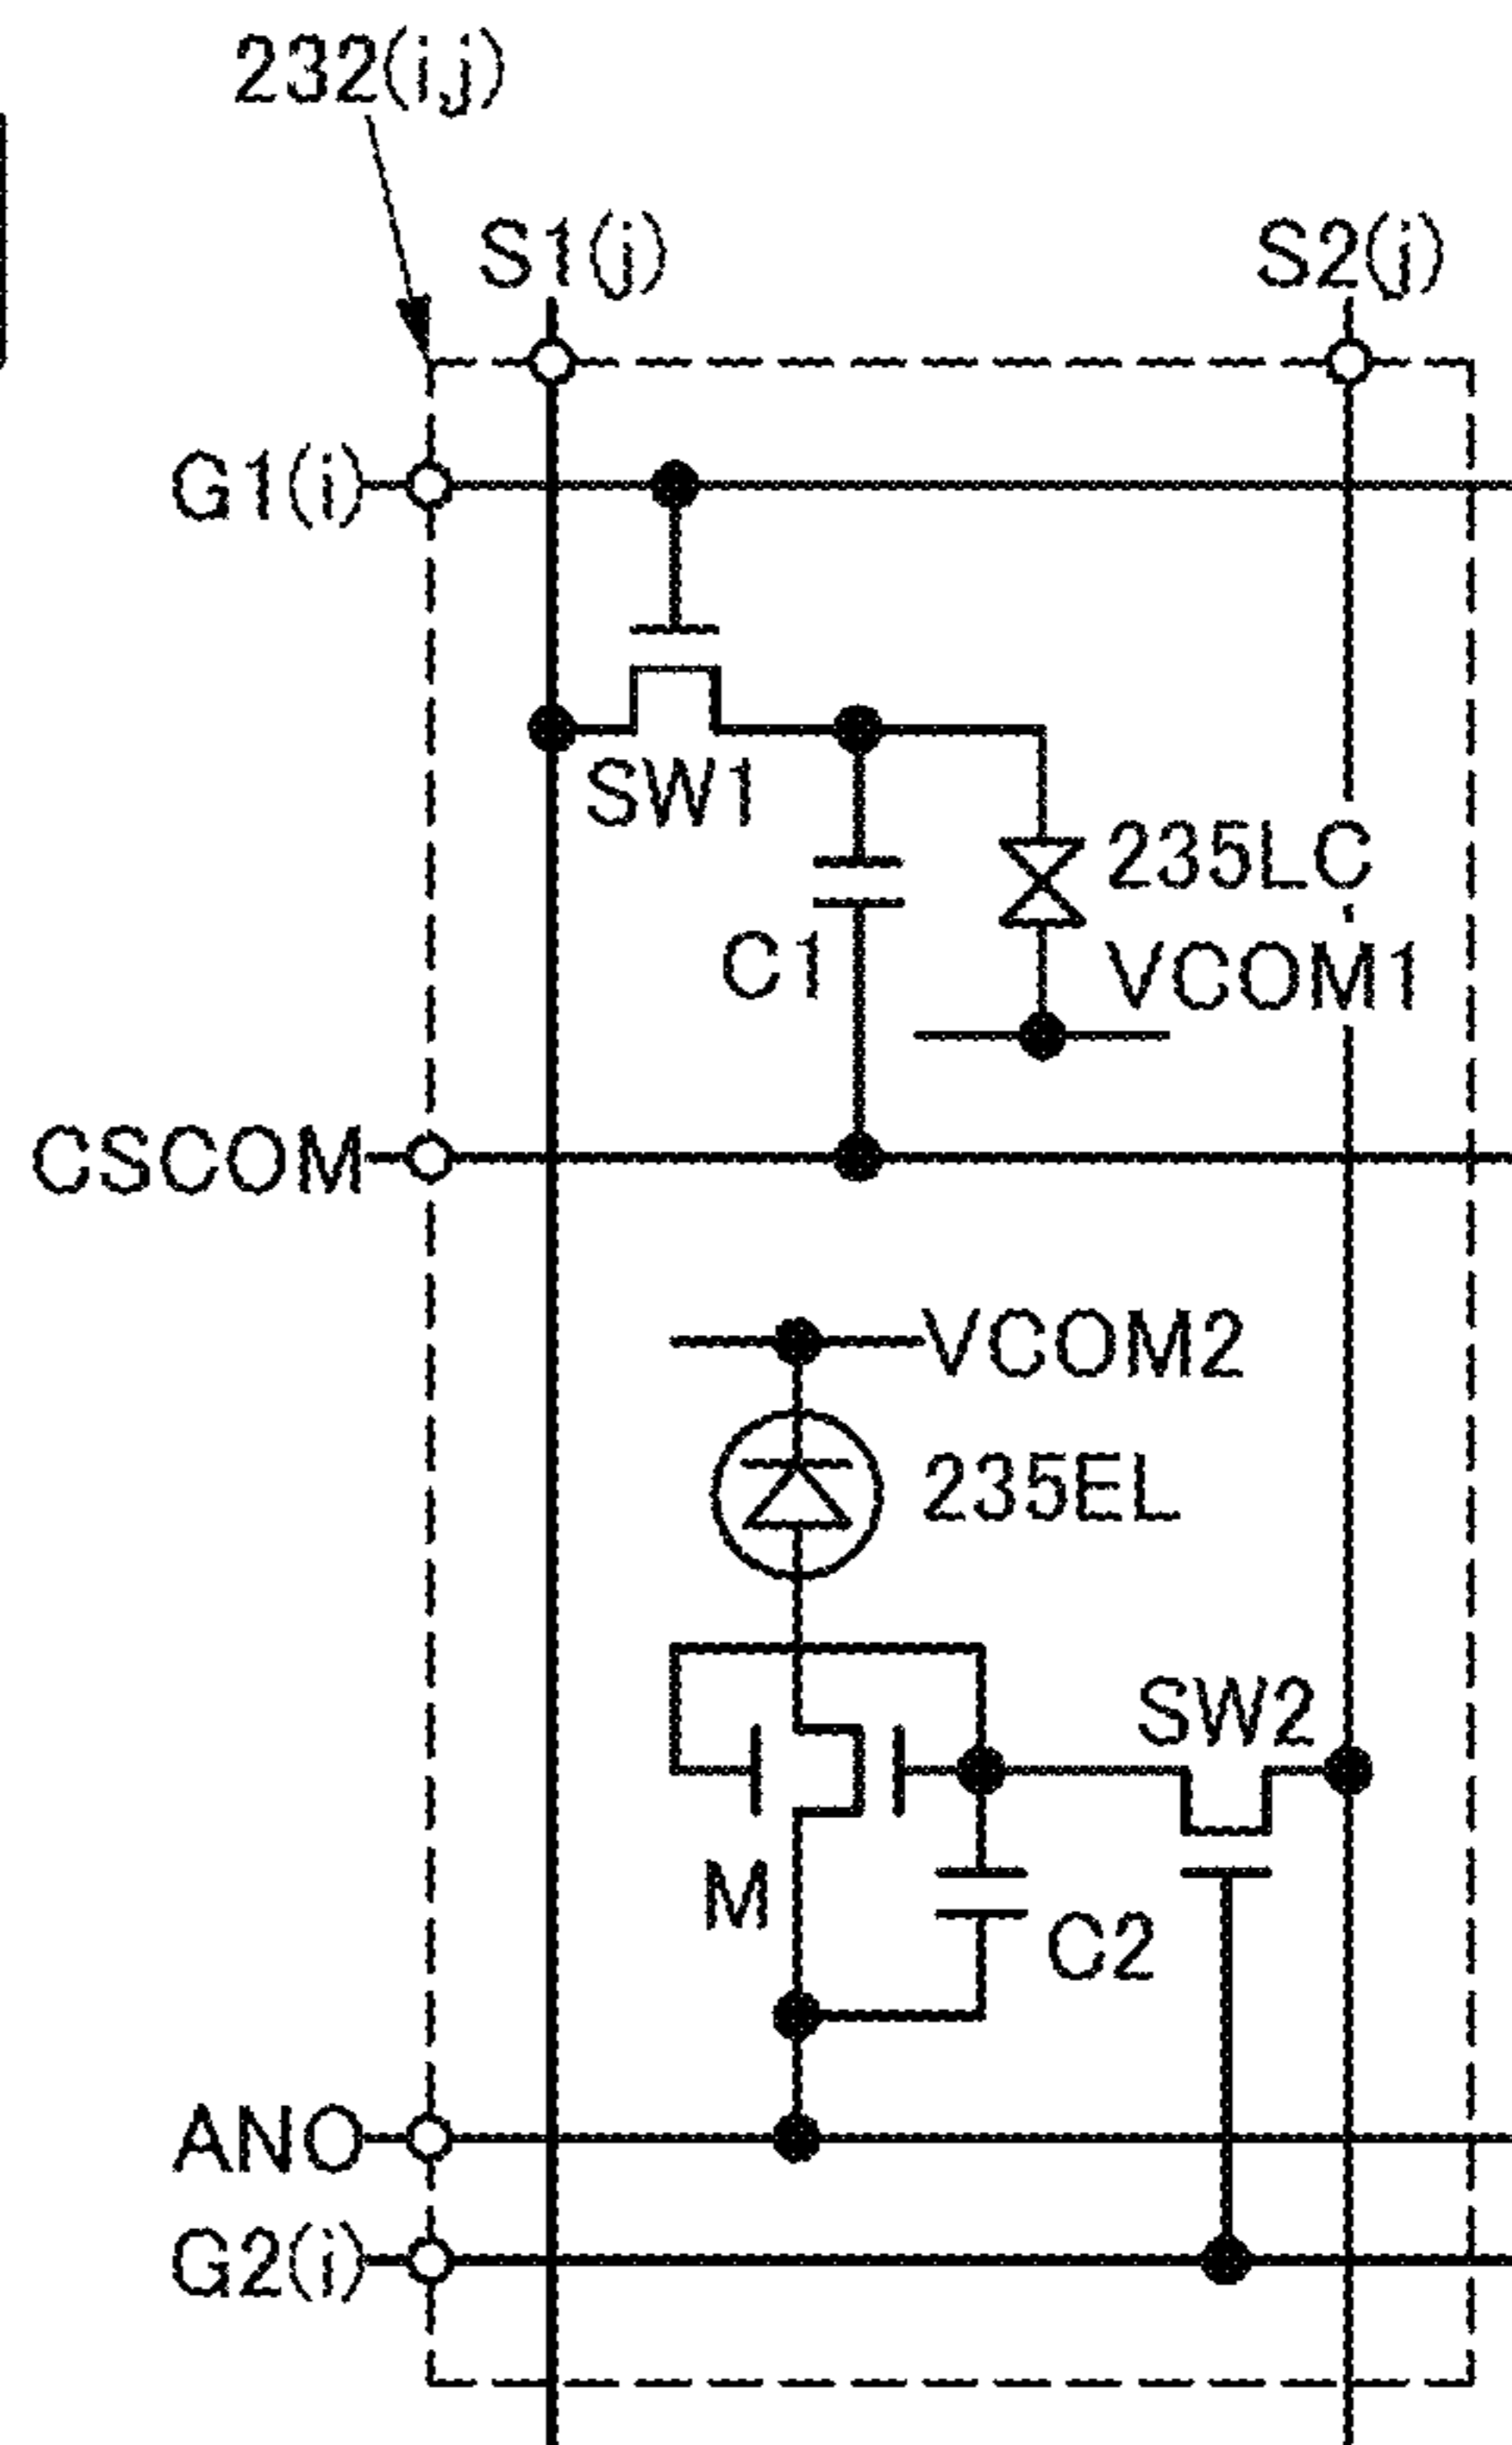 232(i,j)
S1(j)
S2(j)
G1(i)
SW1
235LC
C1
VCOM1
CSCOM
VCOM2
235EL
SW2
M
C2
ANO
G2(i)